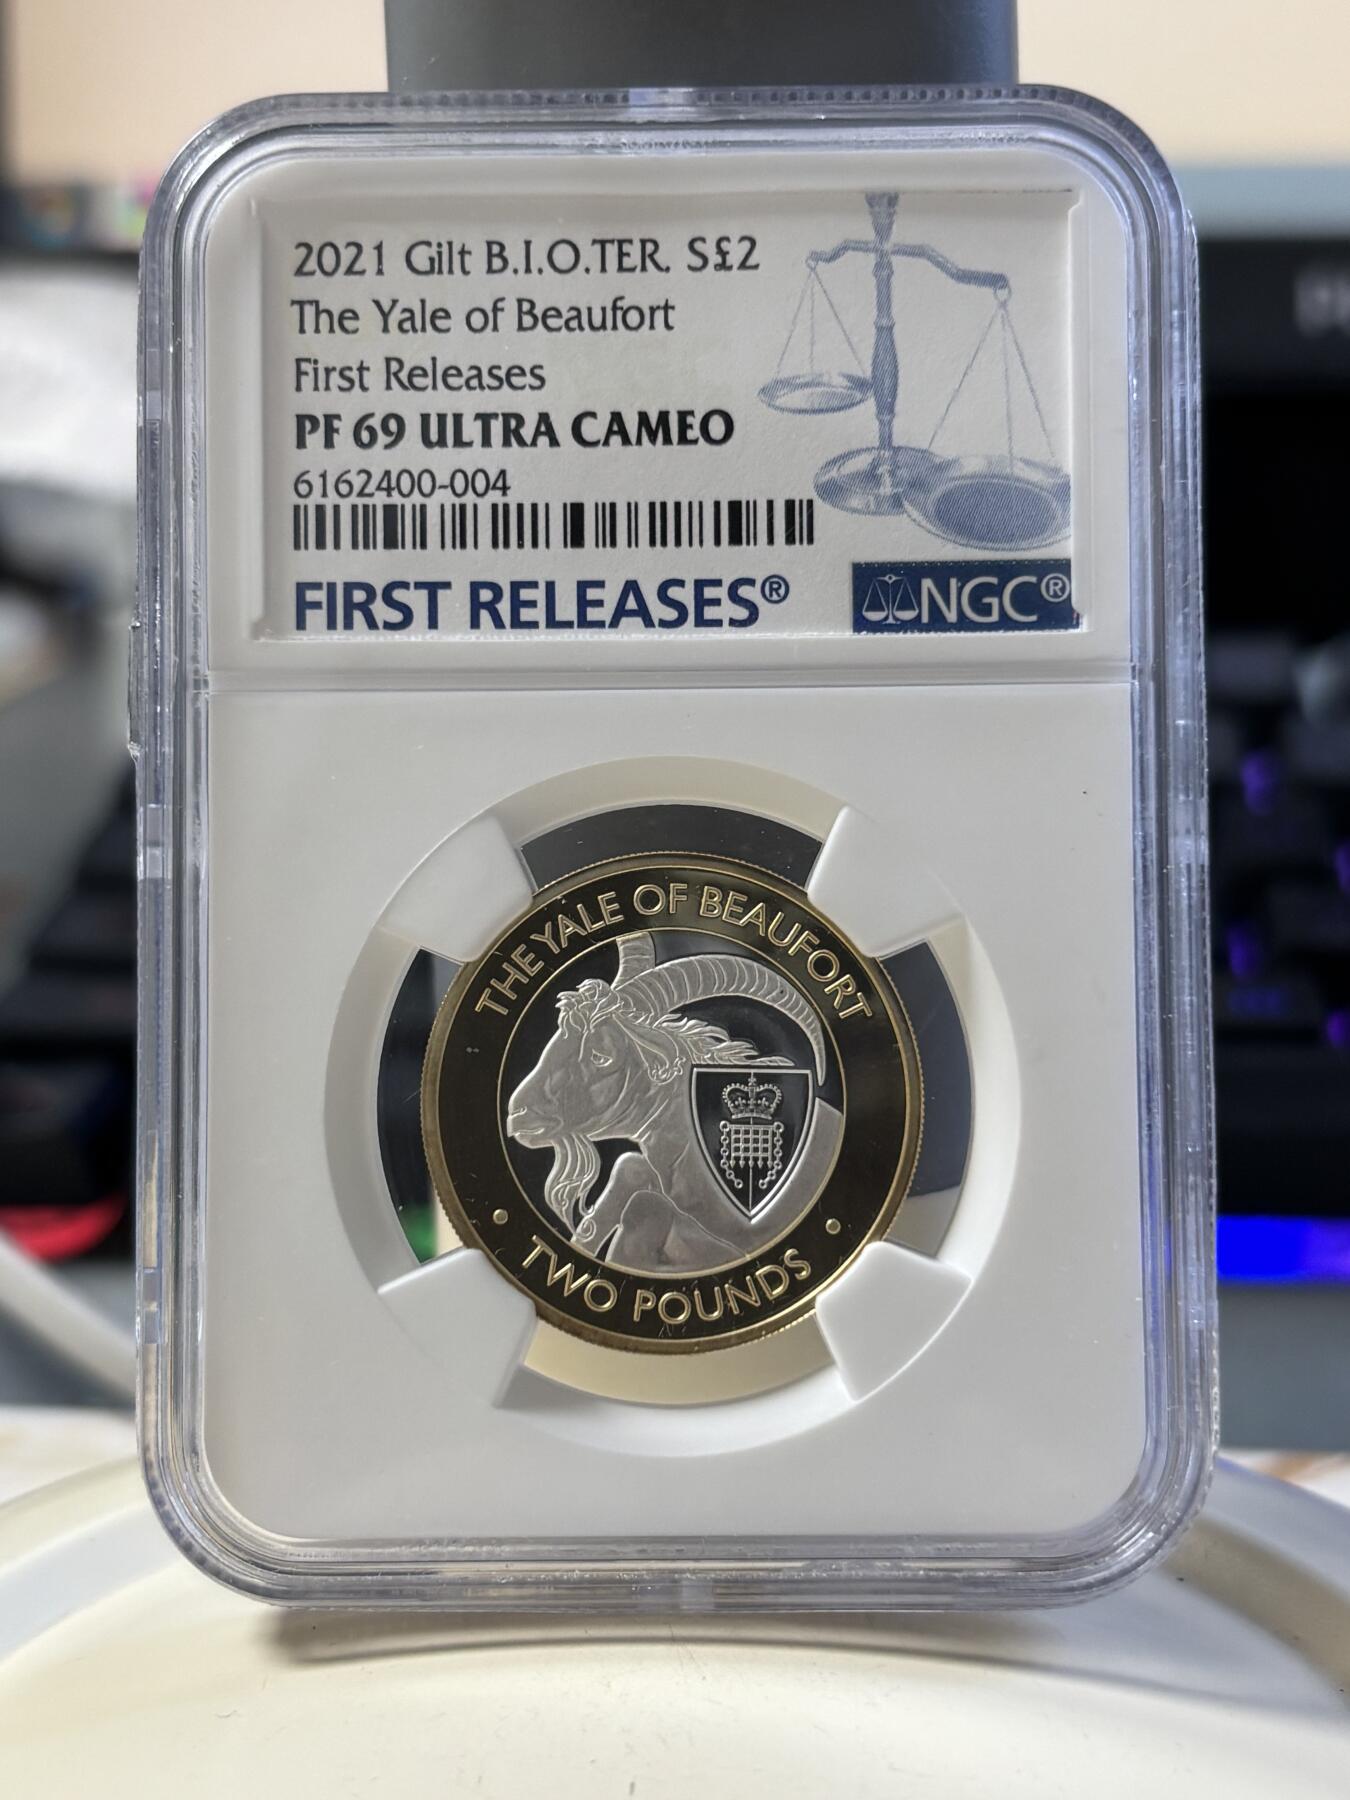 2021 Gilt B.I.O.TER. S£2
The Yale of Beaufort
First Releases
PF 69 ULTRA CAMEO
6162400-004
FIRST RELEASES®
NGC®
THE YALE OF BEAUFORT
TWO POUNDS